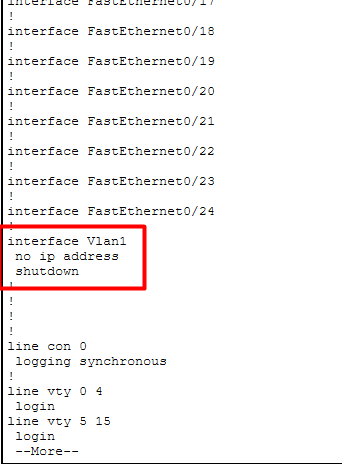 interface FastEthernet0/17
!
interface FastEthernet0/18
!
interface FastEthernet0/19
!
interface FastEthernet0/20
!
interface FastEthernet0/21
!
interface FastEthernet0/22
!
interface FastEthernet0/23
!
interface FastEthernet0/24
!
interface Vlan1
 no ip address
 shutdown
!
!
!
line con 0
 logging synchronous
!
line vty 0 4
 login
line vty 5 15
 login
 --More--